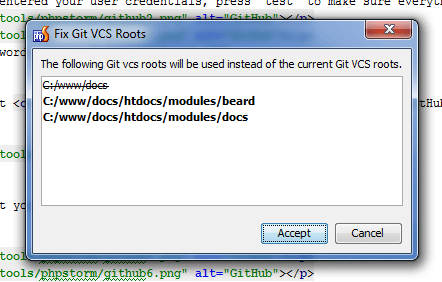 entered your user credentials, press "test" to make sure everyt
tools/phpstorm/github2.png" alt="GitHub"></p>
Fix Git VCS Roots
word
The following Git vcs roots will be used instead of the current Git VCS roots.
C:/www/docs
C:/www/docs/htdocs/modules/beard
C:/www/docs/htdocs/modules/docs
t <
tHub
tool
t yo
Accept
Cancel
tools/phpstorm/github6.png" alt="GitHub"></p>